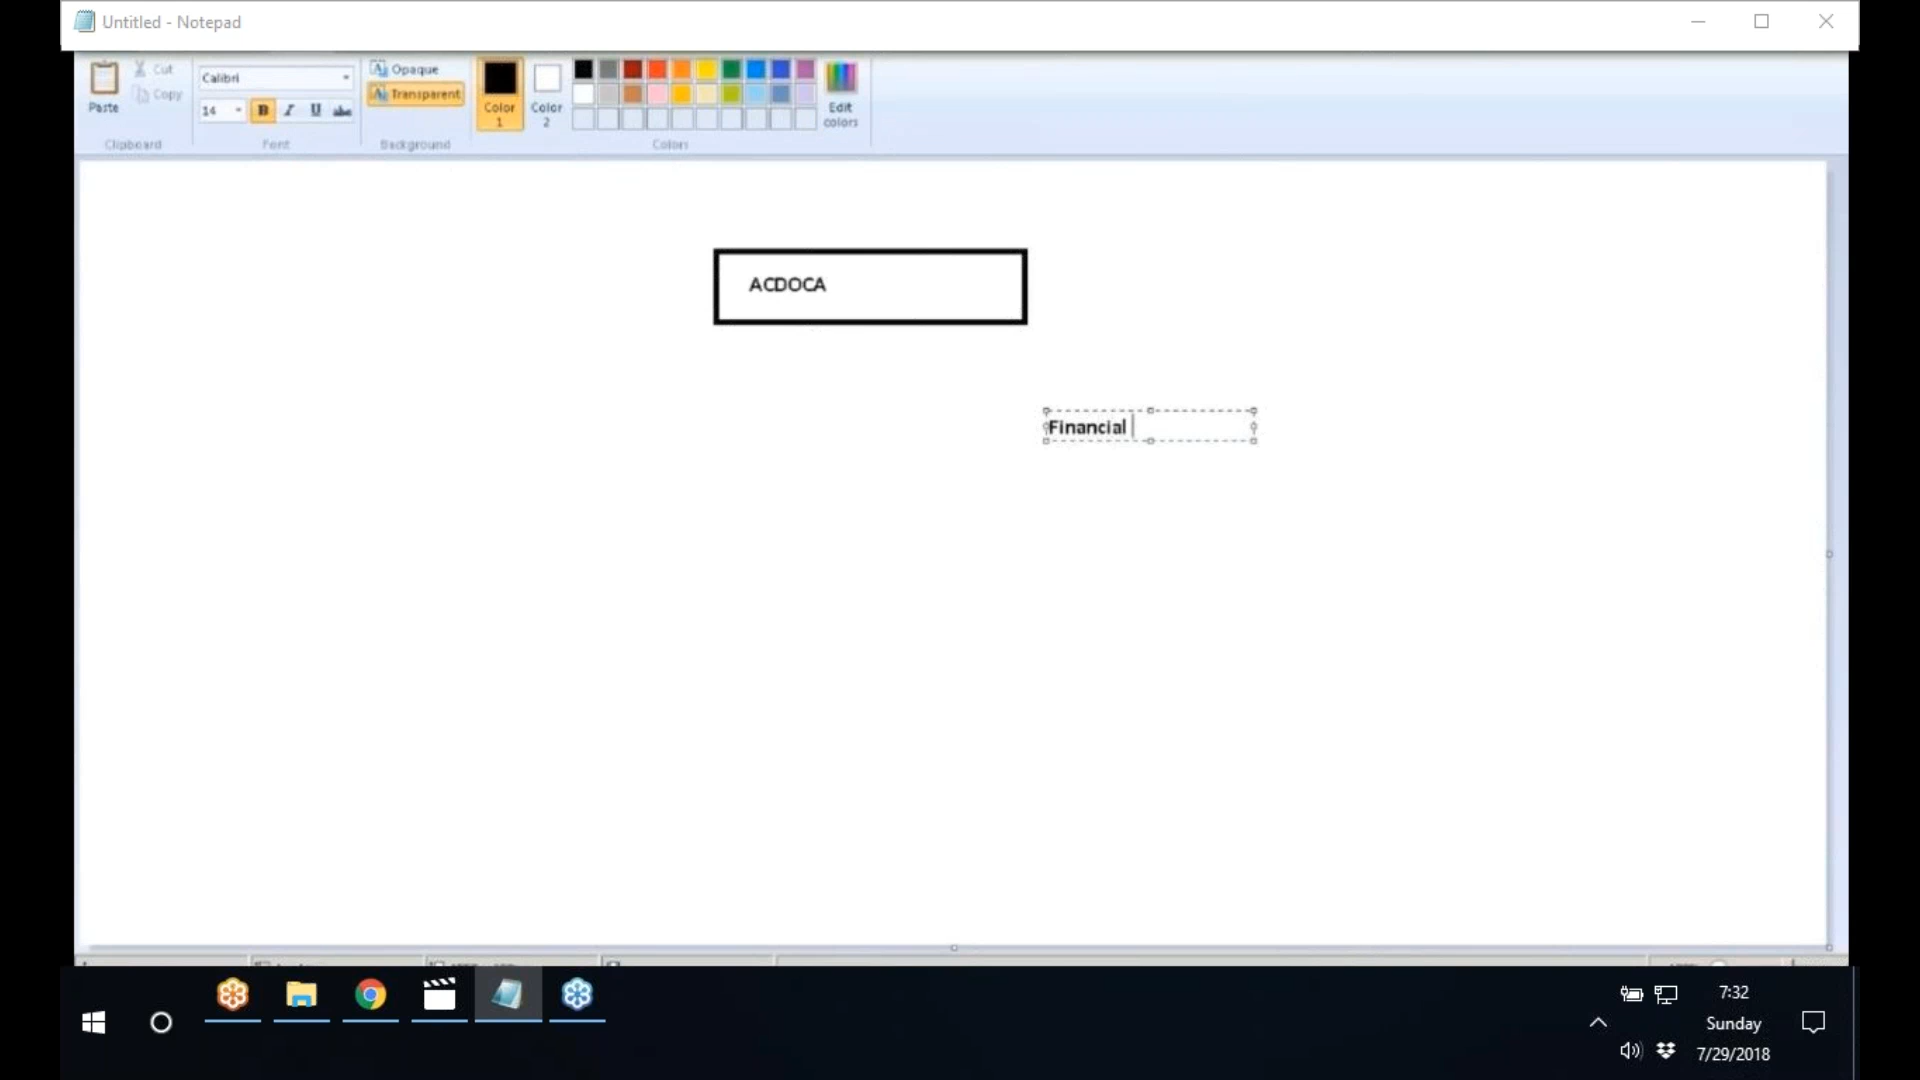 Untitled - Notepad
Paste
Cut
Copy
Clipboard
Calibri
14
B I U abc
Font
Opaque
Transparent
Background
Color 1
Color 2
Edit colors
Colors
ACDOCA
Financial
7:32
Sunday
7/29/2018